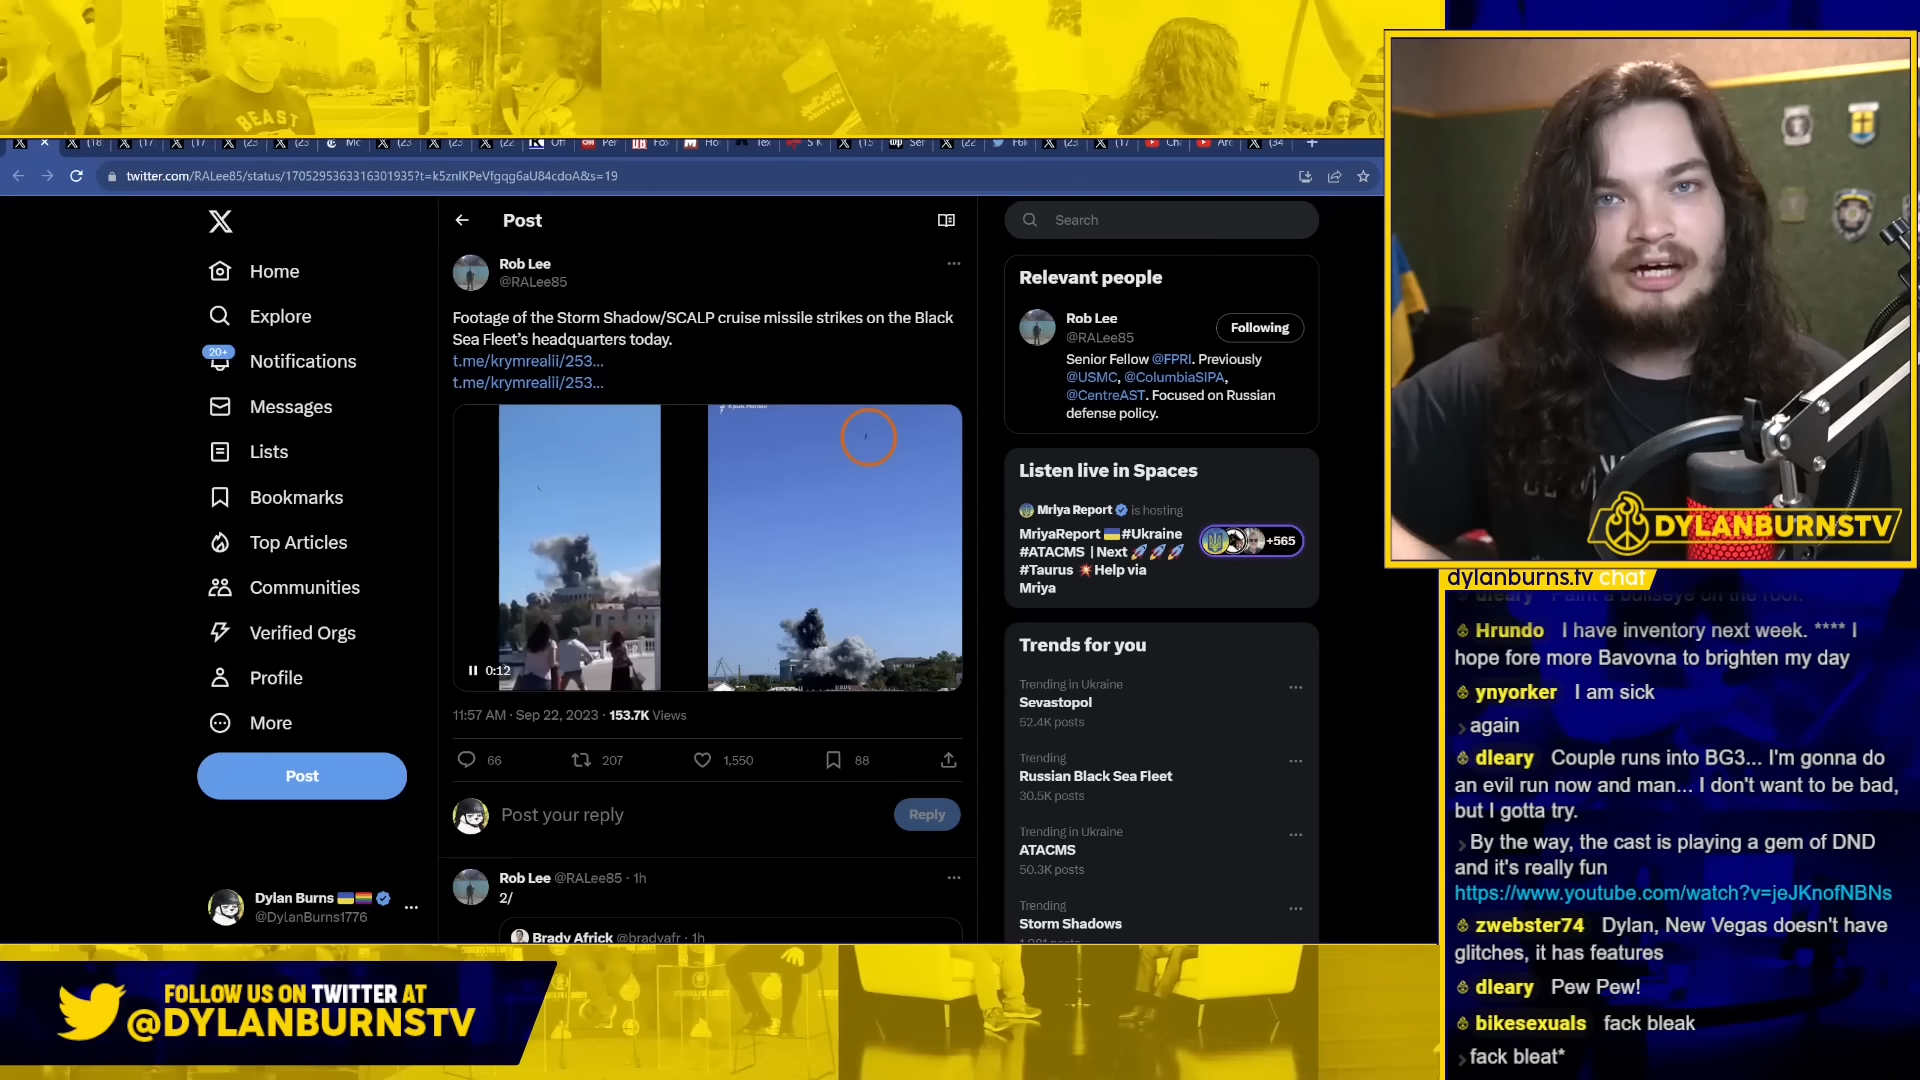 BEAST
twitter.com/RALee85/status/1705295363316301935?t=k5znlKPeVfgqg6aU84cdoA&s=19
Home
Explore
20+
Notifications
Messages
Lists
Bookmarks
Top Articles
Communities
Verified Orgs
Profile
More
Post
Dylan Burns
@DylanBurns1776
Post
Rob Lee
@RALee85
Footage of the Storm Shadow/SCALP cruise missile strikes on the Black
Sea Fleet's headquarters today.
t.me/krymrealii/253...
t.me/krymrealii/253...
0:12
11:57 AM · Sep 22, 2023 · 153.7K Views
66
207
1,550
88
Post your reply
Reply
Rob Lee @RALee85 · 1h
2/
Brady Africk @bradyafr · 1h
Search
Relevant people
Rob Lee
@RALee85
Following
Senior Fellow @FPRI. Previously
@USMC, @ColumbiaSIPA,
@CentreAST. Focused on Russian
defense policy.
Listen live in Spaces
Mriya Report is hosting
MriyaReport #Ukraine
#ATACMS | Next
#Taurus Help via
Mriya
+565
Trends for you
Trending in Ukraine
Sevastopol
52.4K posts
Trending
Russian Black Sea Fleet
30.5K posts
Trending in Ukraine
ATACMS
50.3K posts
Trending
Storm Shadows
DYLANBURNSTV
dylanburns.tv chat
dleary Paint a bullseye on the roof.
Hrundo I have inventory next week. **** I
hope fore more Bavovna to brighten my day
ynyorker I am sick
again
dleary Couple runs into BG3... I'm gonna do
an evil run now and man... I don't want to be bad,
but I gotta try.
By the way, the cast is playing a gem of DND
and it's really fun
https://www.youtube.com/watch?v=jeJKnofNBNs
zwebster74 Dylan, New Vegas doesn't have
glitches, it has features
dleary Pew Pew!
bikesexuals fack bleak
fack bleat*
FOLLOW US ON TWITTER AT
@DYLANBURNSTV